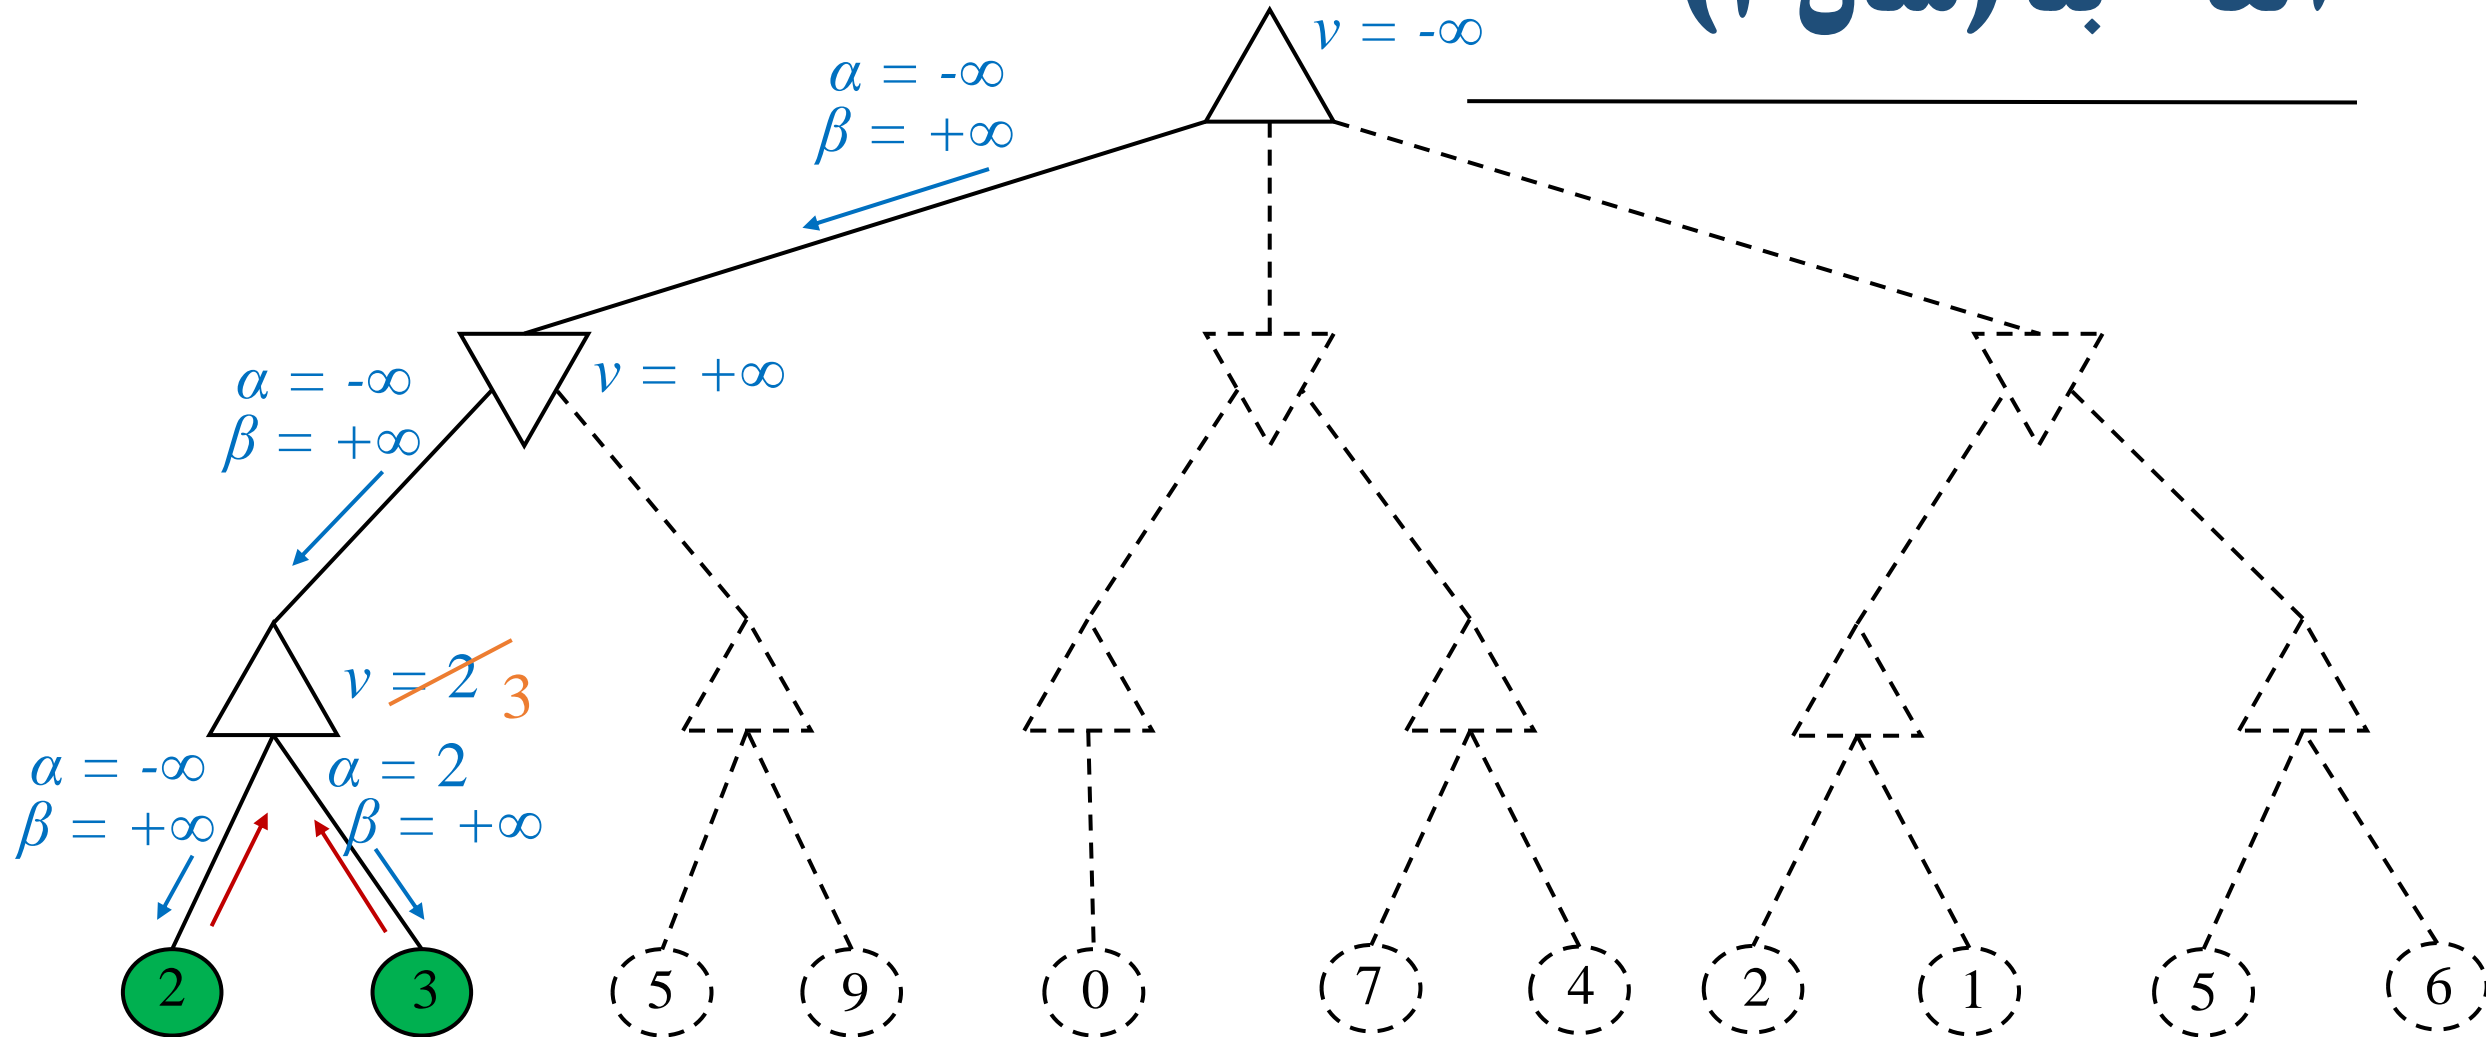 v = -∞
α = -∞
β = +∞
v = +∞
α = -∞
β = +∞
v = 2 3
α = -∞
β = +∞
α = 2
β = +∞
2 3 5 9 0 7 4 2 1 5 6